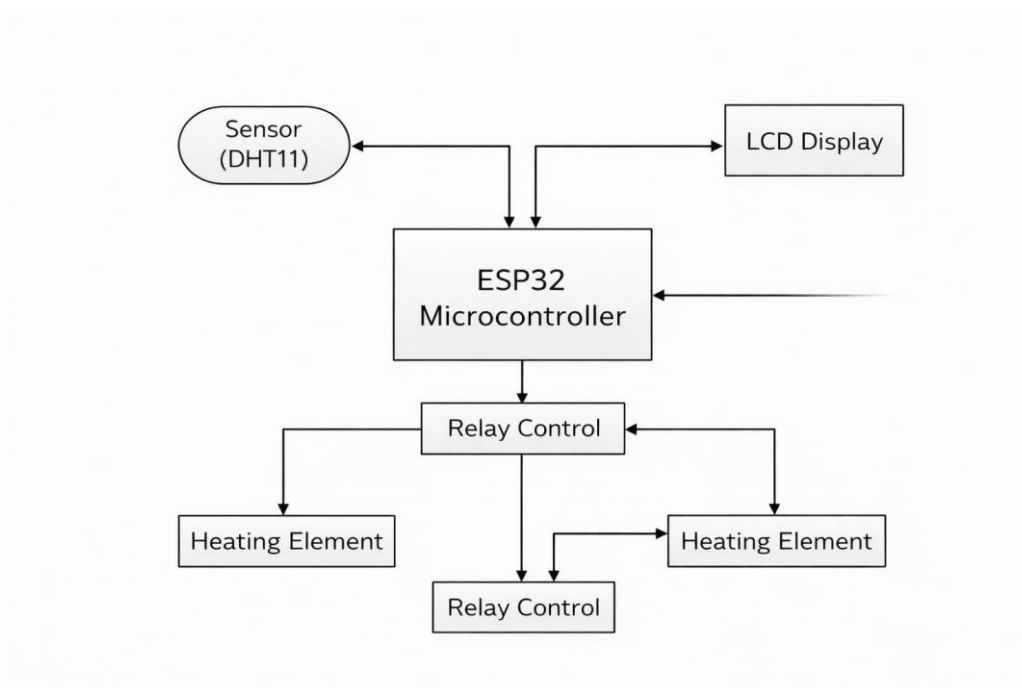 Sensor
(DHT11)
LCD Display
ESP32
Microcontroller
Relay Control
Heating Element
Heating Element
Relay Control